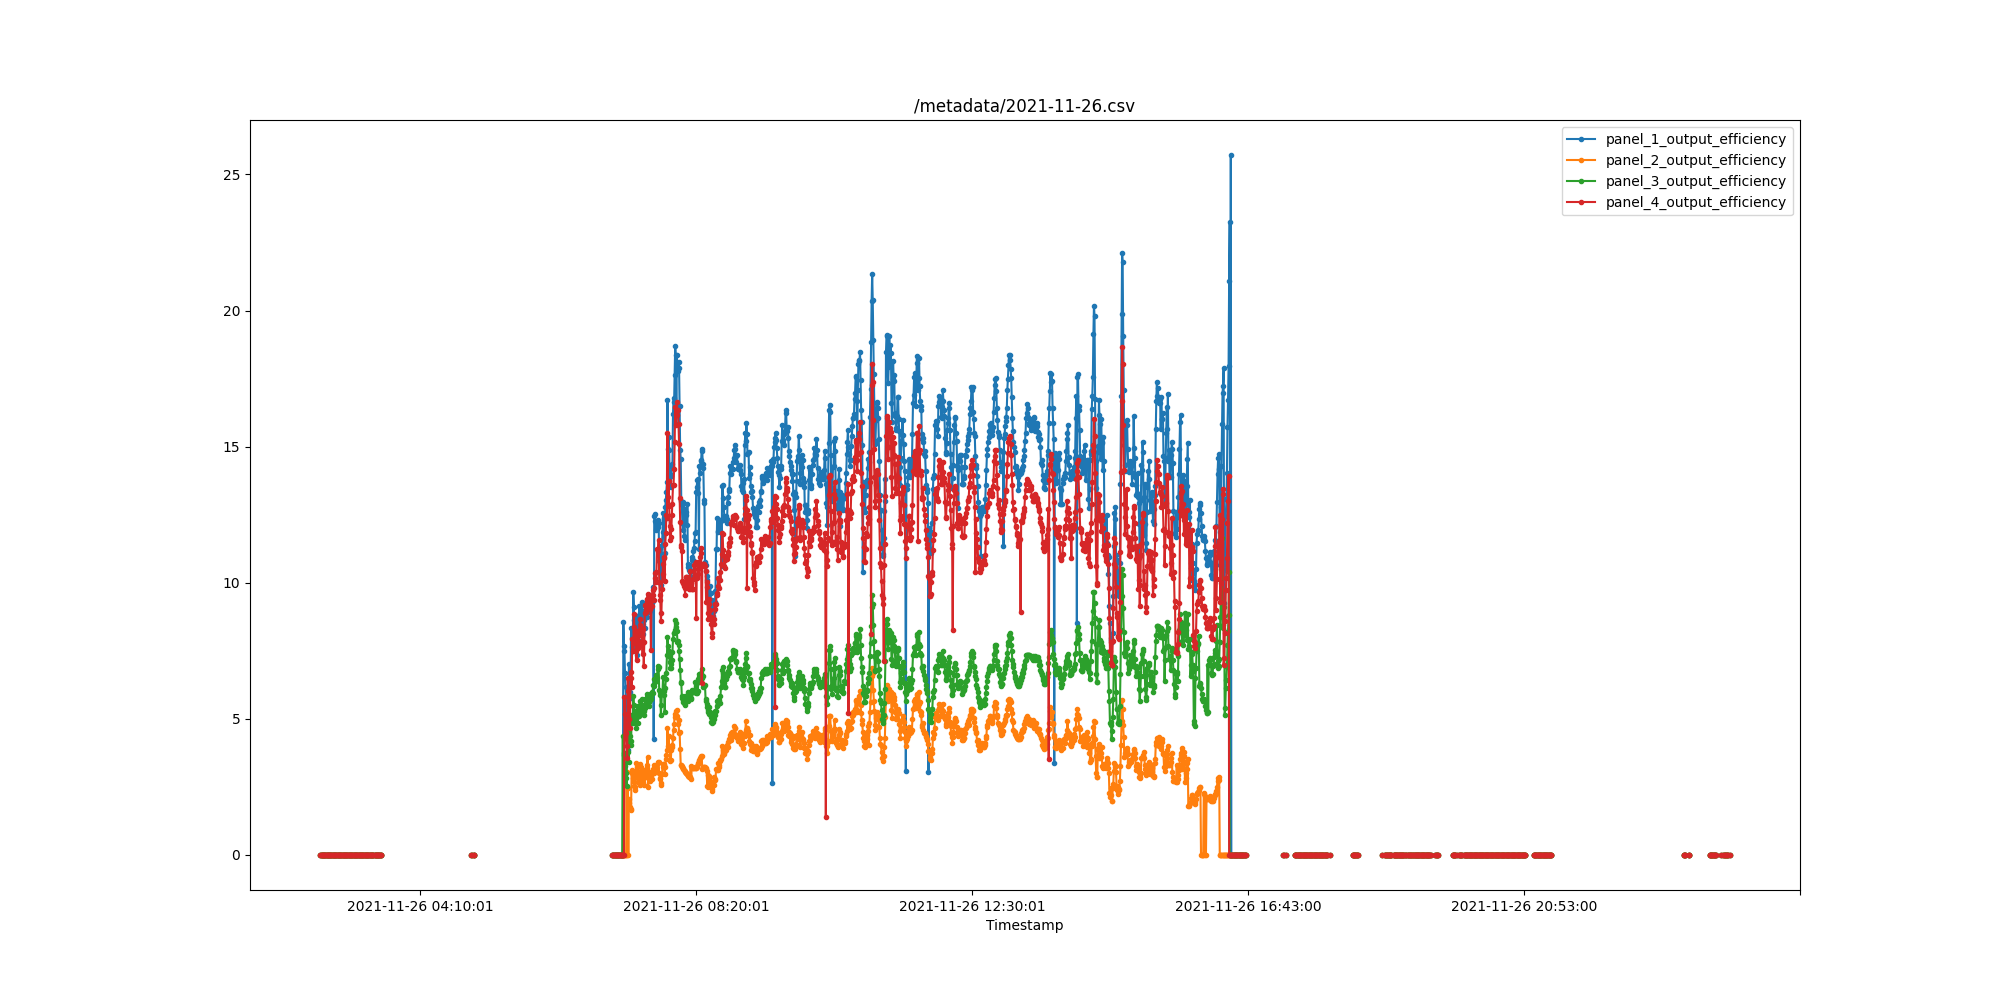 /metadata/2021-11-26.csv
panel_1_output_efficiency
panel_2_output_efficiency
panel_3_output_efficiency
panel_4_output_efficiency
25
20
15
10
5
0
2021-11-26 04:10:01
2021-11-26 08:20:01
2021-11-26 12:30:01
2021-11-26 16:43:00
2021-11-26 20:53:00
Timestamp